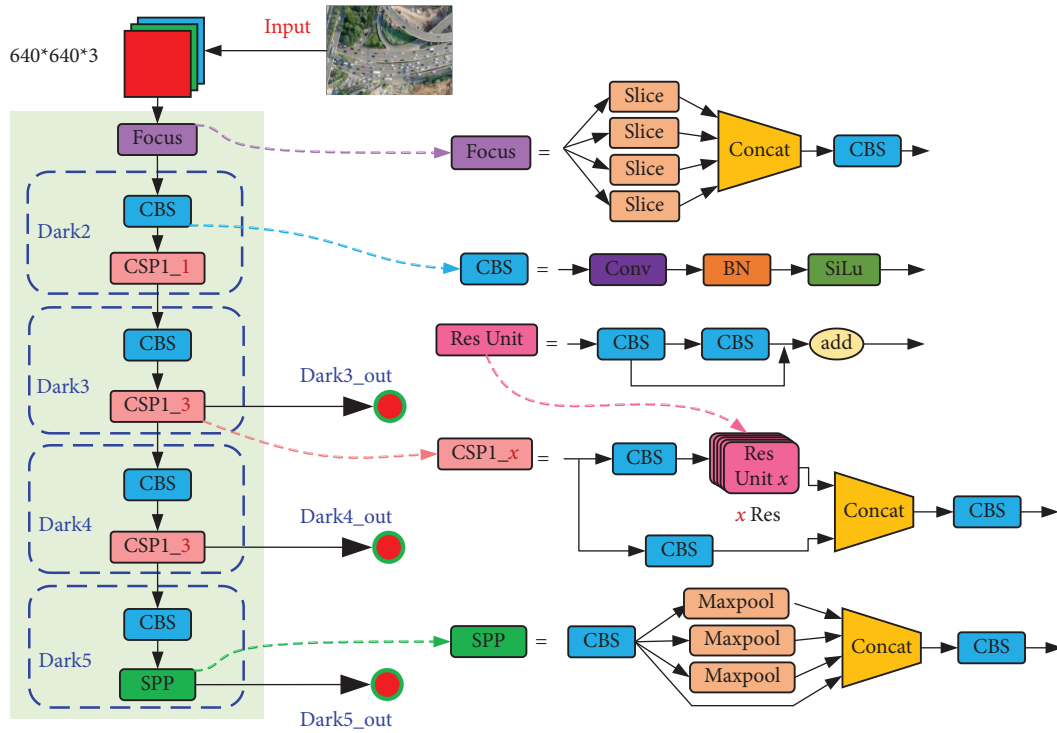 Input
640*640*3
Focus
Dark2
CBS
CSP1_1
Dark3
CBS
CSP1_3
Dark3_out
Dark4
CBS
CSP1_3
Dark4_out
Dark5
CBS
SPP
Dark5_out
Focus
=
Slice
Slice
Slice
Slice
Concat
CBS
CBS
=
Conv
BN
SiLu
Res Unit
=
CBS
CBS
add
CSP1_x
=
CBS
Res
Unit x
x Res
CBS
Concat
CBS
SPP
=
CBS
Maxpool
Maxpool
Maxpool
Concat
CBS